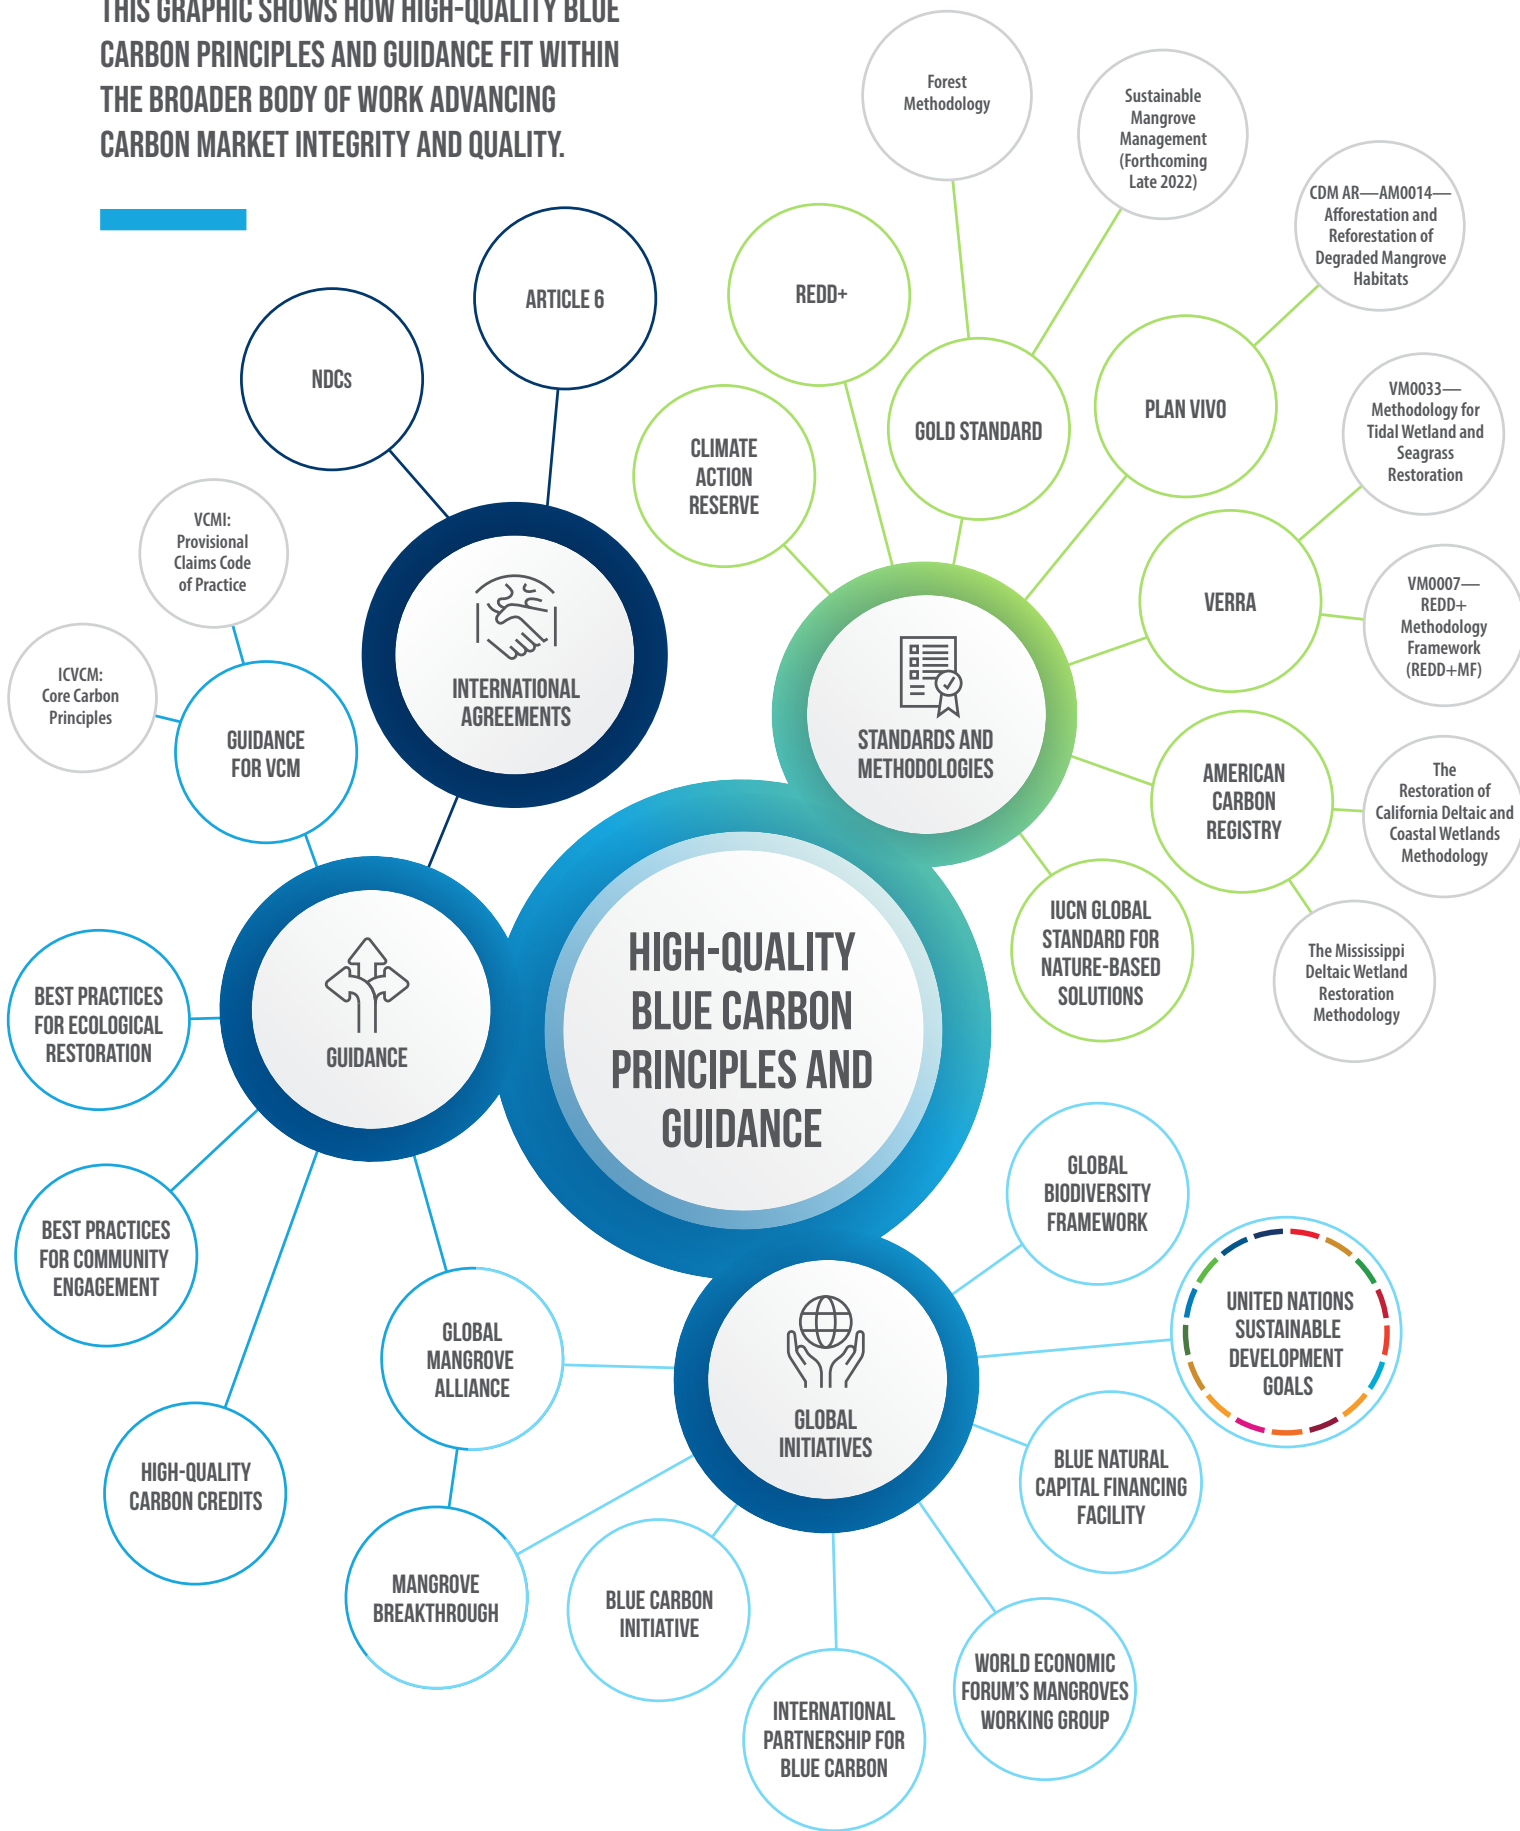 THIS GRAPHIC SHOWS HOW HIGH-QUALITY BLUE
CARBON PRINCIPLES AND GUIDANCE FIT WITHIN
THE BROADER BODY OF WORK ADVANCING
CARBON MARKET INTEGRITY AND QUALITY.
Forest
Methodology
Sustainable
Mangrove
Management
(Forthcoming
Late 2022)
CDM AR—AM0014—
Afforestation and
Reforestation of
Degraded Mangrove
Habitats
ARTICLE 6
REDD+
NDCs
GOLD STANDARD
PLAN VIVO
CLIMATE
ACTION
RESERVE
VM0033—
Methodology for
Tidal Wetland and
Seagrass
Restoration
VCMI:
Provisional
Claims Code
of Practice
VERRA
VM0007—
REDD+
Methodology
Framework
(REDD+MF)
ICVCM:
Core Carbon
Principles
INTERNATIONAL
AGREEMENTS
GUIDANCE
FOR VCM
STANDARDS AND
METHODOLOGIES
AMERICAN
CARBON
REGISTRY
The
Restoration of
California Deltaic and
Coastal Wetlands
Methodology
IUCN GLOBAL
STANDARD FOR
NATURE-BASED
SOLUTIONS
The Mississippi
Deltaic Wetland
Restoration
Methodology
HIGH-QUALITY
BLUE CARBON
PRINCIPLES AND
GUIDANCE
BEST PRACTICES
FOR ECOLOGICAL
RESTORATION
GUIDANCE
BEST PRACTICES
FOR COMMUNITY
ENGAGEMENT
GLOBAL
BIODIVERSITY
FRAMEWORK
UNITED NATIONS
SUSTAINABLE
DEVELOPMENT
GOALS
GLOBAL
MANGROVE
ALLIANCE
GLOBAL
INITIATIVES
HIGH-QUALITY
CARBON CREDITS
BLUE NATURAL
CAPITAL FINANCING
FACILITY
MANGROVE
BREAKTHROUGH
BLUE CARBON
INITIATIVE
INTERNATIONAL
PARTNERSHIP FOR
BLUE CARBON
WORLD ECONOMIC
FORUM'S MANGROVES
WORKING GROUP